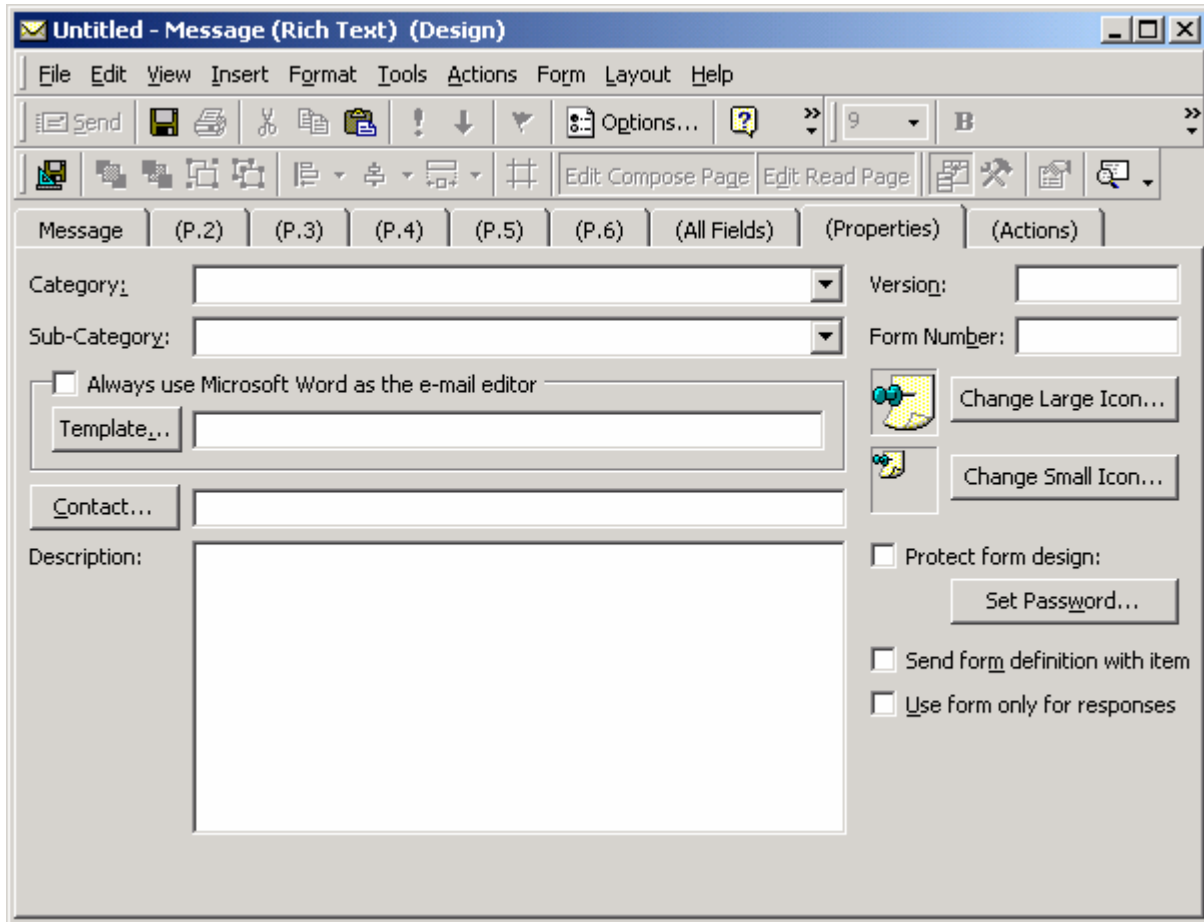 Untitled - Message (Rich Text) (Design)
File Edit View Insert Format Tools Actions Form Layout Help
Send Options... 9 B
Edit Compose Page Edit Read Page
Message (P.2) (P.3) (P.4) (P.5) (P.6) (All Fields) (Properties) (Actions)
Category: Version:
Sub-Category: Form Number:
Always use Microsoft Word as the e-mail editor
Change Large Icon...
Template...
Change Small Icon...
Contact...
Description: Protect form design:
Set Password...
Send form definition with item
Use form only for responses